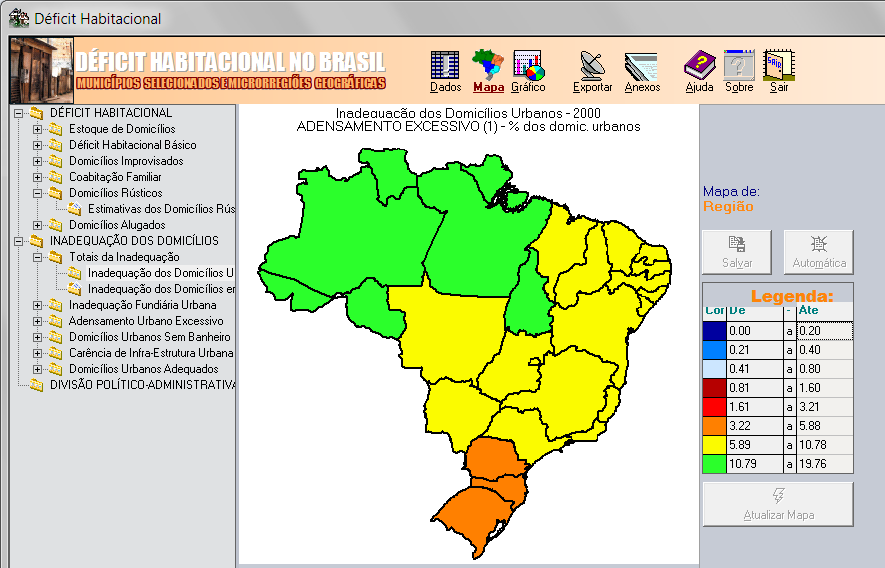 Déficit Habitacional
DÉFICIT HABITACIONAL NO BRASIL
MUNICÍPIOS SELECIONADOS E MICRORREGIÕES GEOGRÁFICAS
Dados
Mapa
Gráfico
Exportar
Anexos
Ajuda
Sobre
SAIR
Sair
DÉFICIT HABITACIONAL
Estoque de Domicílios
Déficit Habitacional Básico
Domicílios Improvisados
Coabitação Familiar
Domicílios Rústicos
Estimativas dos Domicílios Rús
Domicílios Alugados
INADEQUAÇÃO DOS DOMICÍLIOS
Totais da Inadequação
Inadequação dos Domicílios U
Inadequação dos Domicílios er
Inadequação Fundiária Urbana
Adensamento Urbano Excessivo
Domicílios Urbanos Sem Banheiro
Carência de Infra-Estrutura Urbana
Domicílios Urbanos Adequados
DIVISÃO POLÍTICO-ADMINISTRATIVA
Inadequação dos Domicílios Urbanos - 2000
ADENSAMENTO EXCESSIVO (1) - % dos domic. urbanos
Mapa de:
Região
Salvar
Automática
Legenda:
Cor De - Até
0.00 a 0.20
0.21 a 0.40
0.41 a 0.80
0.81 a 1.60
1.61 a 3.21
3.22 a 5.88
5.89 a 10.78
10.79 a 19.76
Atualizar Mapa